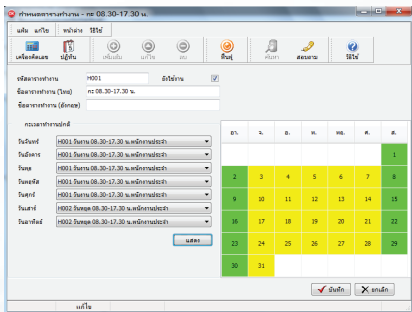 กำหนดตารางทำงาน - กะ 08.30-17.30 น.
แฟ้ม แก้ไข หน้าต่าง วิธีใช้
เครื่องคิดเลข ปฏิทิน เพิ่มเติม แก้ไข ลบ ฟื้นฟู ค้นหา สอบถาม วิธีใช้
รหัสตารางทำงาน H001 ยังใช้งาน
ชื่อตารางทำงาน (ไทย) กะ 08.30-17.30 น.
ชื่อตารางทำงาน (อังกฤษ)
กะเวลาทำงานปกติ
วันจันทร์ H001 วันงาน 08.30-17.30 น.พนักงานประจำ
วันอังคาร H001 วันงาน 08.30-17.30 น.พนักงานประจำ
วันพุธ H001 วันงาน 08.30-17.30 น.พนักงานประจำ
วันพฤหัส H001 วันงาน 08.30-17.30 น.พนักงานประจำ
วันศุกร์ H001 วันงาน 08.30-17.30 น.พนักงานประจำ
วันเสาร์ H002 วันหยุด 08.30-17.30 น.พนักงานประจำ
วันอาทิตย์ H002 วันหยุด 08.30-17.30 น.พนักงานประจำ
แสดง
อา. จ. อ. พ. พฤ. ศ. ส.
1
2 3 4 5 6 7 8
9 10 11 12 13 14 15
16 17 18 19 20 21 22
23 24 25 26 27 28 29
30 31
บันทึก ยกเลิก
แก้ไข